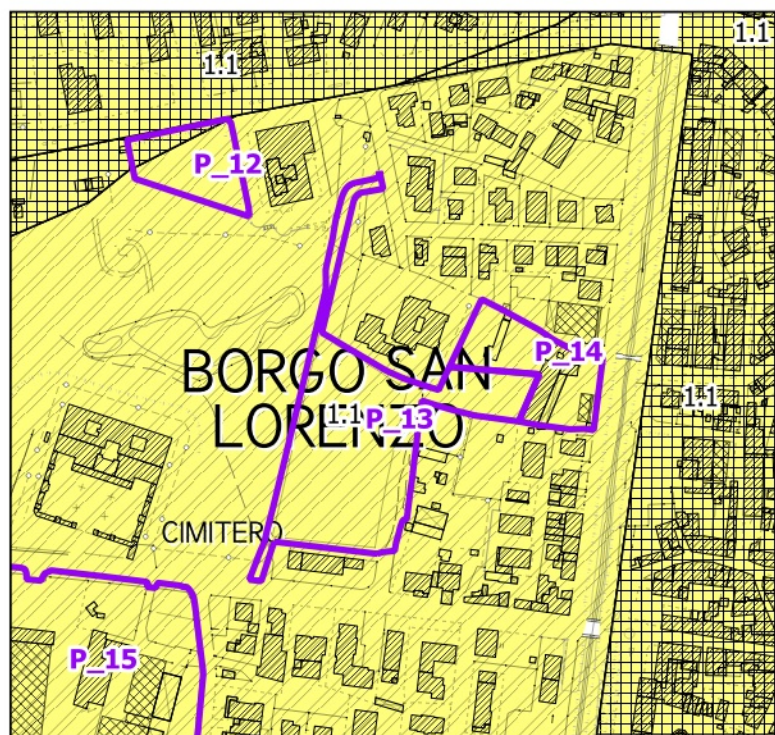 1.1
1.1
P_12
P_14
BORGO SAN
LORENZO
1.1
P_13
1.1
CIMITERO
P_15